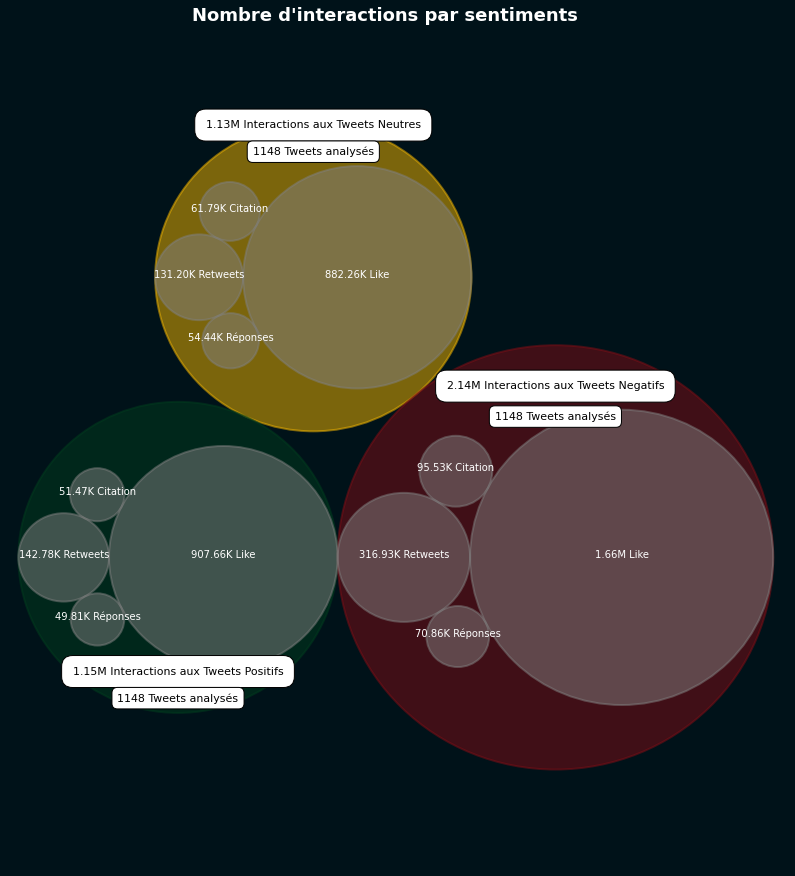 Nombre d'interactions par sentiments
1.13M Interactions aux Tweets Neutres
1148 Tweets analysés
61.79K Citation
131.20K Retweets
882.26K Like
54.44K Réponses
2.14M Interactions aux Tweets Negatifs
1148 Tweets analysés
95.53K Citation
316.93K Retweets
1.66M Like
70.86K Réponses
51.47K Citation
142.78K Retweets
907.66K Like
49.81K Réponses
1.15M Interactions aux Tweets Positifs
1148 Tweets analysés